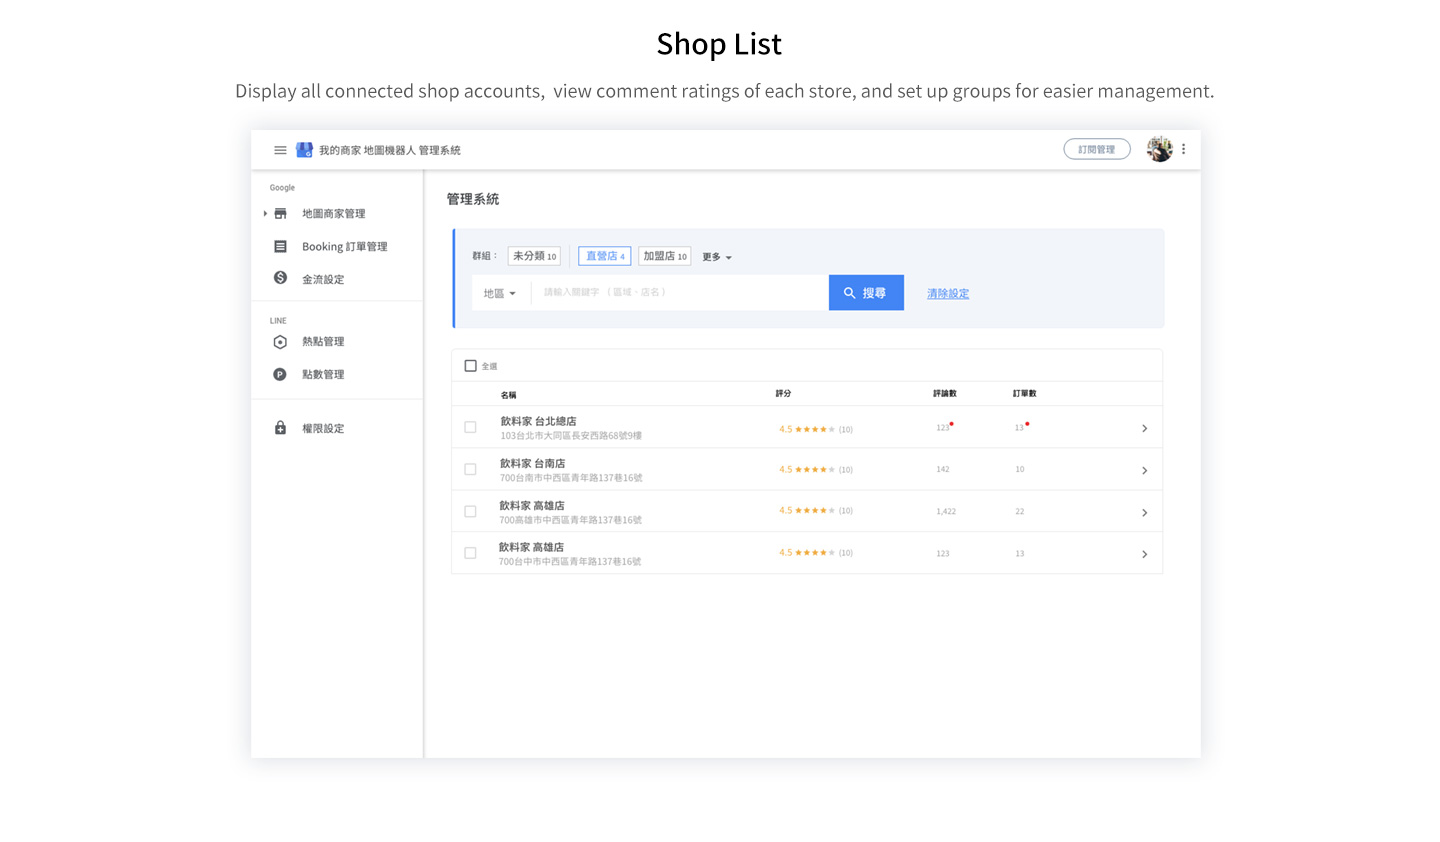 Shop List
Display all connected shop accounts, view comment ratings of each store, and set up groups for easier management.
我的商家 地圖機器人 管理系統
訂閱管理
Google
地圖商家管理
Booking 訂單管理
金流設定
LINE
熱點管理
點數管理
權限設定
管理系統
群組： 未分類 10 直營店 4 加盟店 10 更多
地區 請輸入關鍵字 （ 區域、店名 ) 搜尋 清除設定
全選
名稱 評分 評論數 訂單數
飲料家 台北總店
103台北市大同區長安西路68號9樓
4.5 (10) 123 13
飲料家 台南店
700台南市中西區青年路137巷16號
4.5 (10) 142 10
飲料家 高雄店
700高雄市中西區青年路137巷16號
4.5 (10) 1,422 22
飲料家 高雄店
700台中市中西區青年路137巷16號
4.5 (10) 123 13